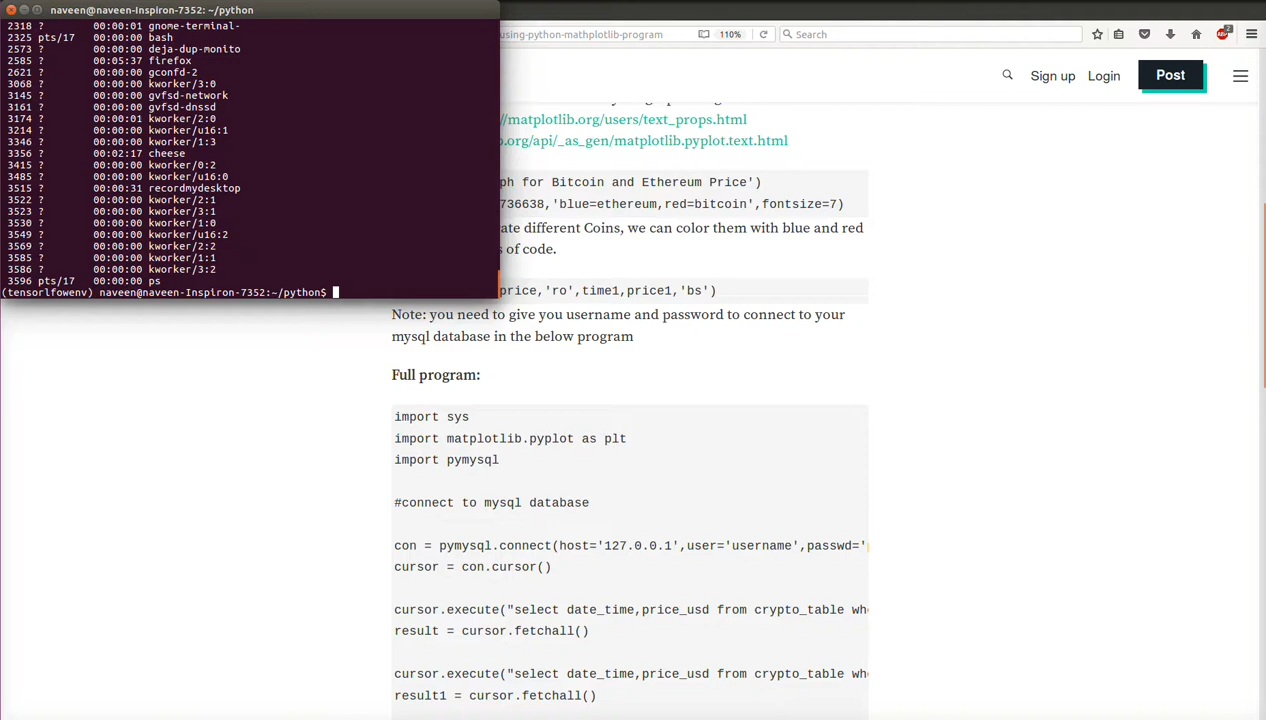 naveen@naveen-Inspiron-7352: ~/python
2318 ? 00:00:01 gnome-terminal-
2325 pts/17 00:00:00 bash
2573 ? 00:00:00 deja-dup-monito
2585 ? 00:05:37 firefox
2621 ? 00:00:00 gconfd-2
3068 ? 00:00:00 kworker/3:0
3145 ? 00:00:00 gvfsd-network
3161 ? 00:00:00 gvfsd-dnssd
3174 ? 00:00:01 kworker/2:0
3214 ? 00:00:00 kworker/u16:1
3346 ? 00:00:00 kworker/1:3
3356 ? 00:02:17 cheese
3415 ? 00:00:00 kworker/0:2
3485 ? 00:00:00 kworker/u16:0
3515 ? 00:00:31 recordmydesktop
3522 ? 00:00:00 kworker/2:1
3523 ? 00:00:00 kworker/3:1
3530 ? 00:00:00 kworker/1:0
3549 ? 00:00:00 kworker/u16:2
3569 ? 00:00:00 kworker/2:2
3585 ? 00:00:00 kworker/1:1
3586 ? 00:00:00 kworker/3:2
3596 pts/17 00:00:00 ps
(tensorlfowenv) naveen@naveen-Inspiron-7352:~/python$
using-python-mathplotlib-program 110% Search
2
Sign up Login Post
//matplotlib.org/users/text_props.html
.org/api/_as_gen/matplotlib.pyplot.text.html
ph for Bitcoin and Ethereum Price')
736638,'blue=ethereum,red=bitcoin',fontsize=7)
ate different Coins, we can color them with blue and red
s of code.
price,'ro',time1,price1,'bs')
Note: you need to give you username and password to connect to your
mysql database in the below program
Full program:
import sys
import matplotlib.pyplot as plt
import pymysql
#connect to mysql database
con = pymysql.connect(host='127.0.0.1',user='username',passwd='
cursor = con.cursor()
cursor.execute("select date_time,price_usd from crypto_table whe
result = cursor.fetchall()
cursor.execute("select date_time,price_usd from crypto_table whe
result1 = cursor.fetchall()